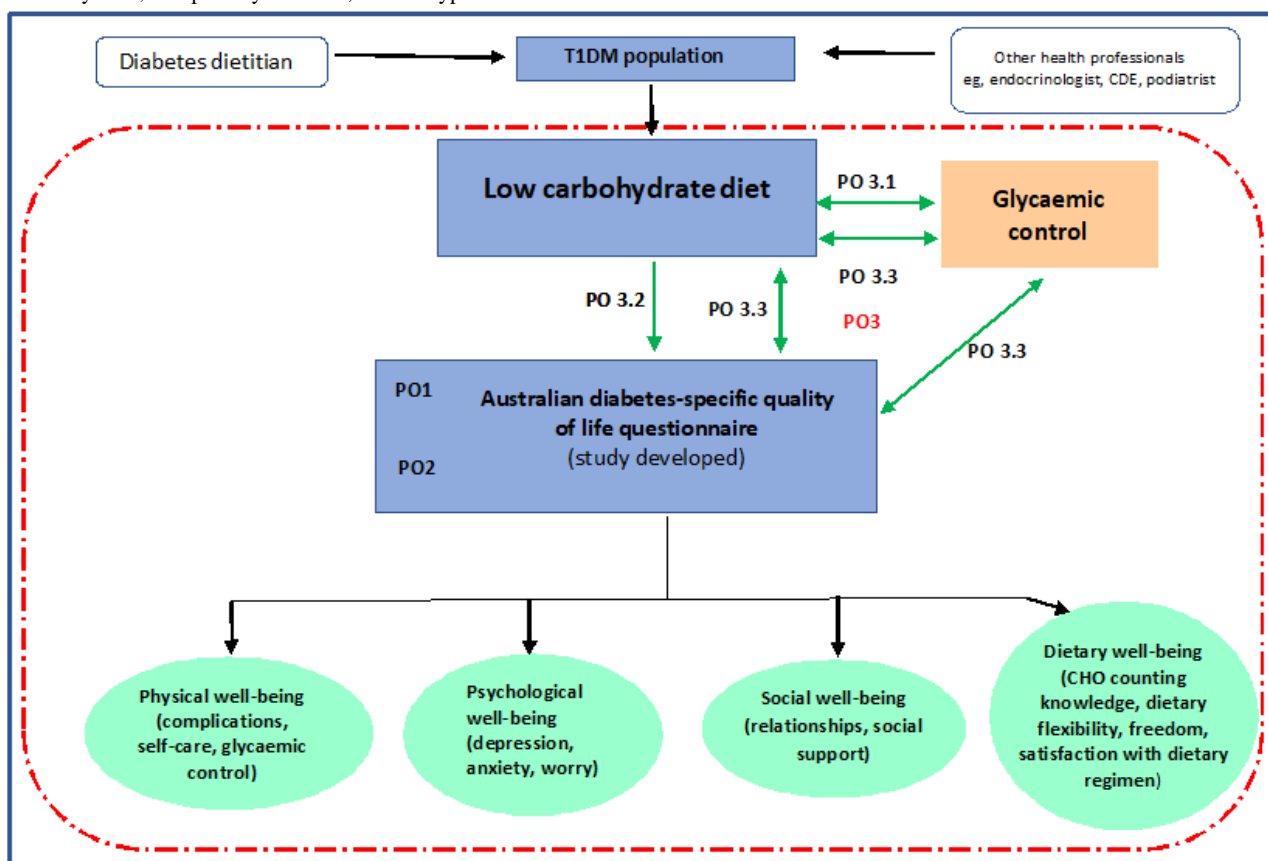 Diabetes dietitian
T1DM population
Other health professionals
eg, endocrinologist, CDE, podiatrist
Low carbohydrate diet
PO 3.1
Glycaemic
control
PO 3.3
PO 3.2
PO 3.3
PO3
PO 3.3
PO1
Australian diabetes-specific quality
of life questionnaire
(study developed)
PO2
Physical well-being
(complications,
self-care, glycaemic
control)
Psychological
well-being
(depression,
anxiety, worry)
Social well-being
(relationships, social
support)
Dietary well-being
(CHO counting
knowledge, dietary
flexibility, freedom,
satisfaction with dietary
regimen)